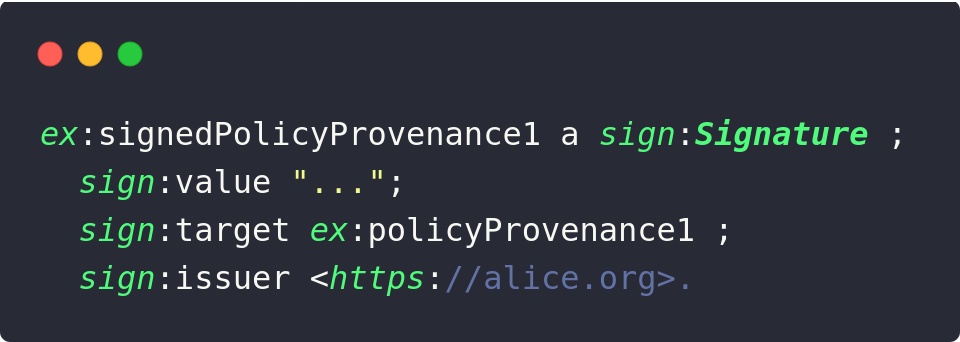 ex:signedPolicyProvenance1 a sign:Signature ;
  sign:value "...";
  sign:target ex:policyProvenance1 ;
  sign:issuer <https://alice.org>.